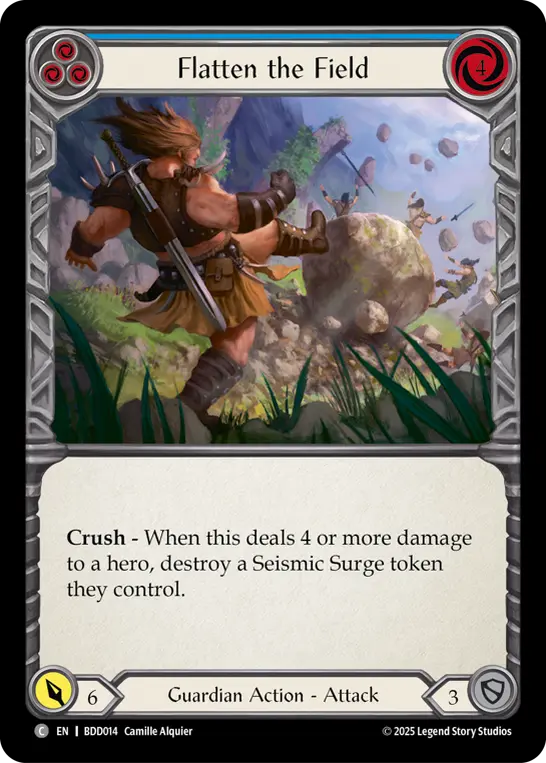 Flatten the Field
4
Crush - When this deals 4 or more damage
to a hero, destroy a Seismic Surge token
they control.
6
Guardian Action - Attack
3
C EN BDD014 Camille Alquier
© 2025 Legend Story Studios